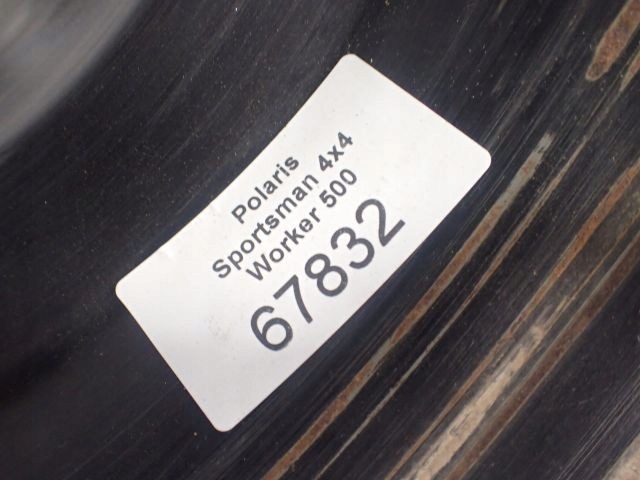 Polaris
Sportsman 4x4
Worker 500
67832